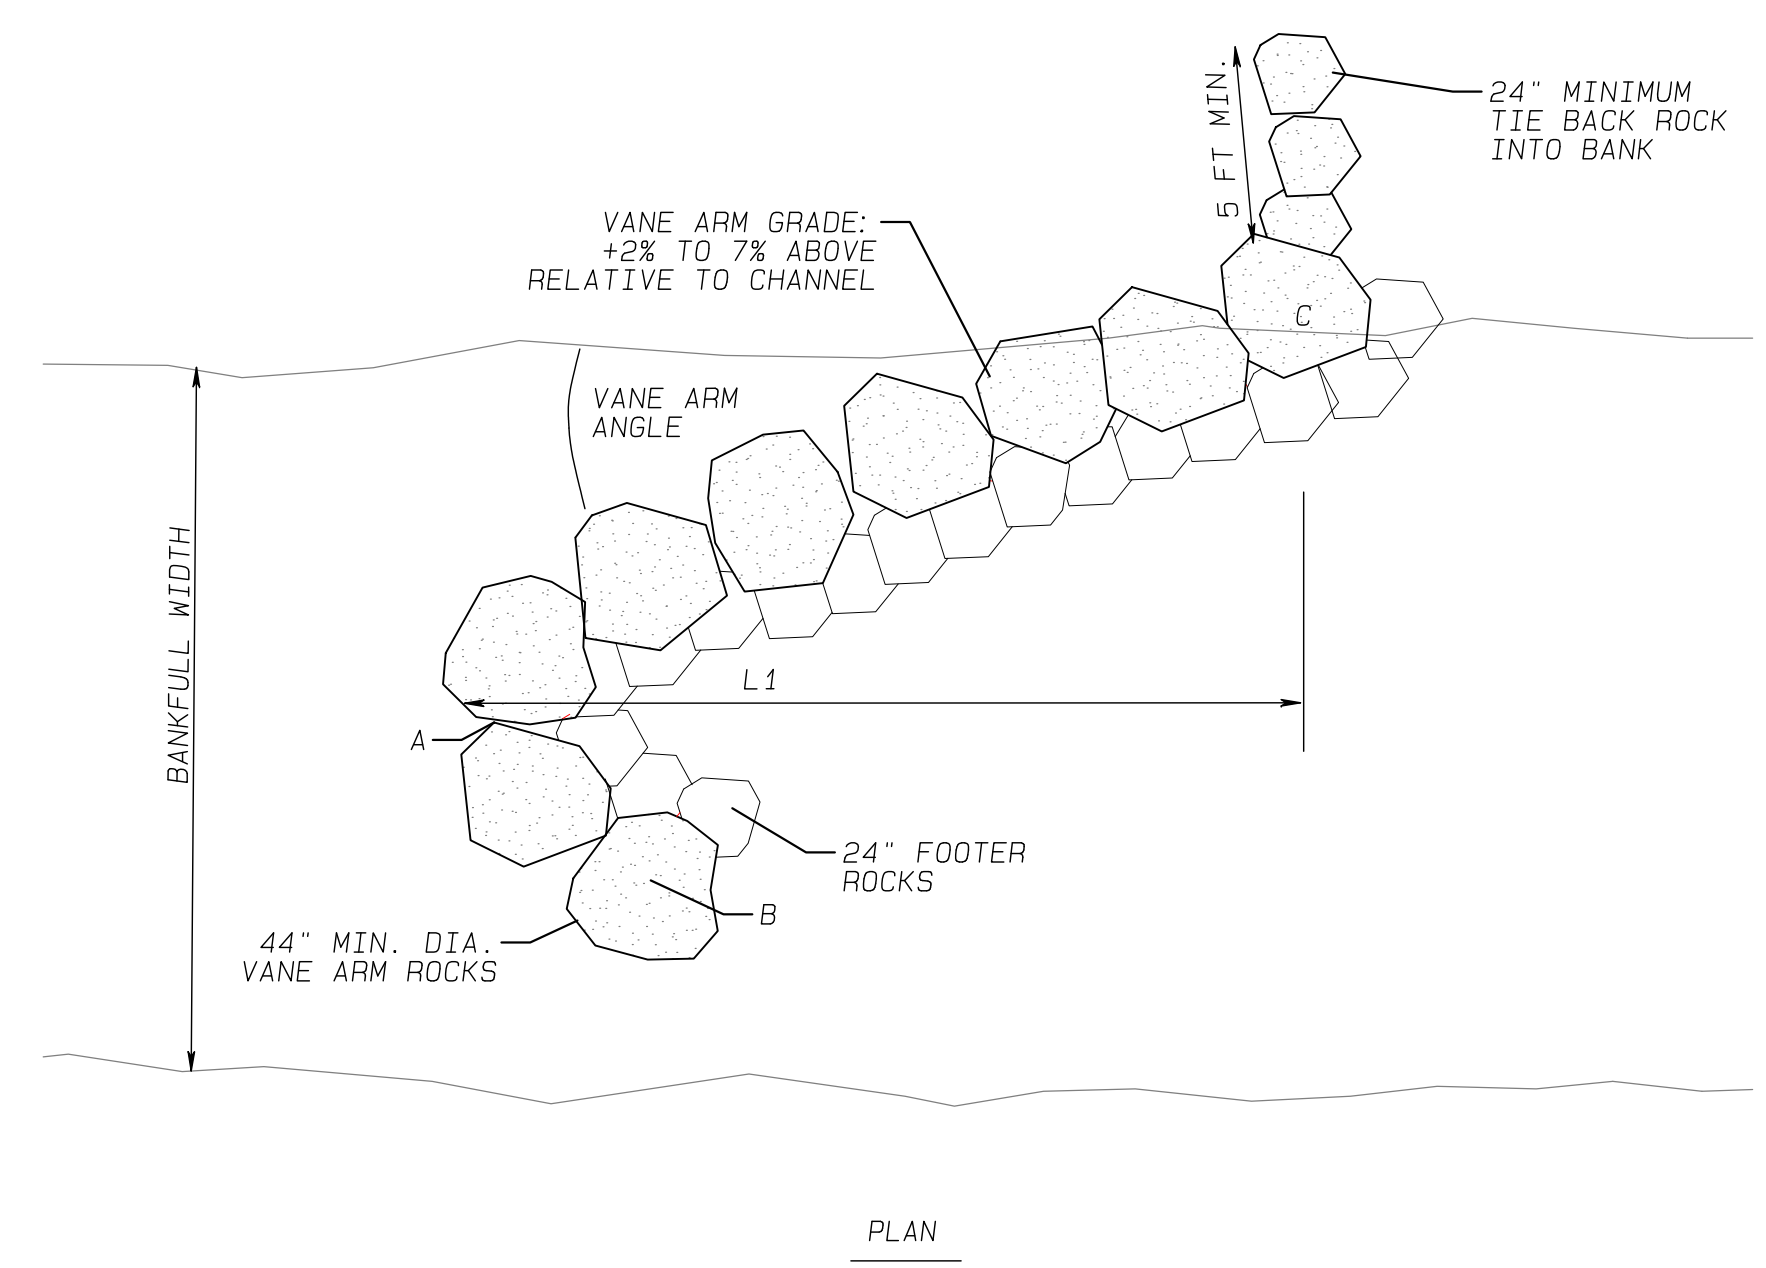 24" MINIMUM
TIE BACK ROCK
INTO BANK
5 FT MIN.
VANE ARM GRADE:
+2% TO 7% ABOVE
RELATIVE TO CHANNEL
C
VANE ARM
ANGLE
BANKFULL WIDTH
L1
A
24" FOOTER
ROCKS
B
44" MIN. DIA.
VANE ARM ROCKS
PLAN